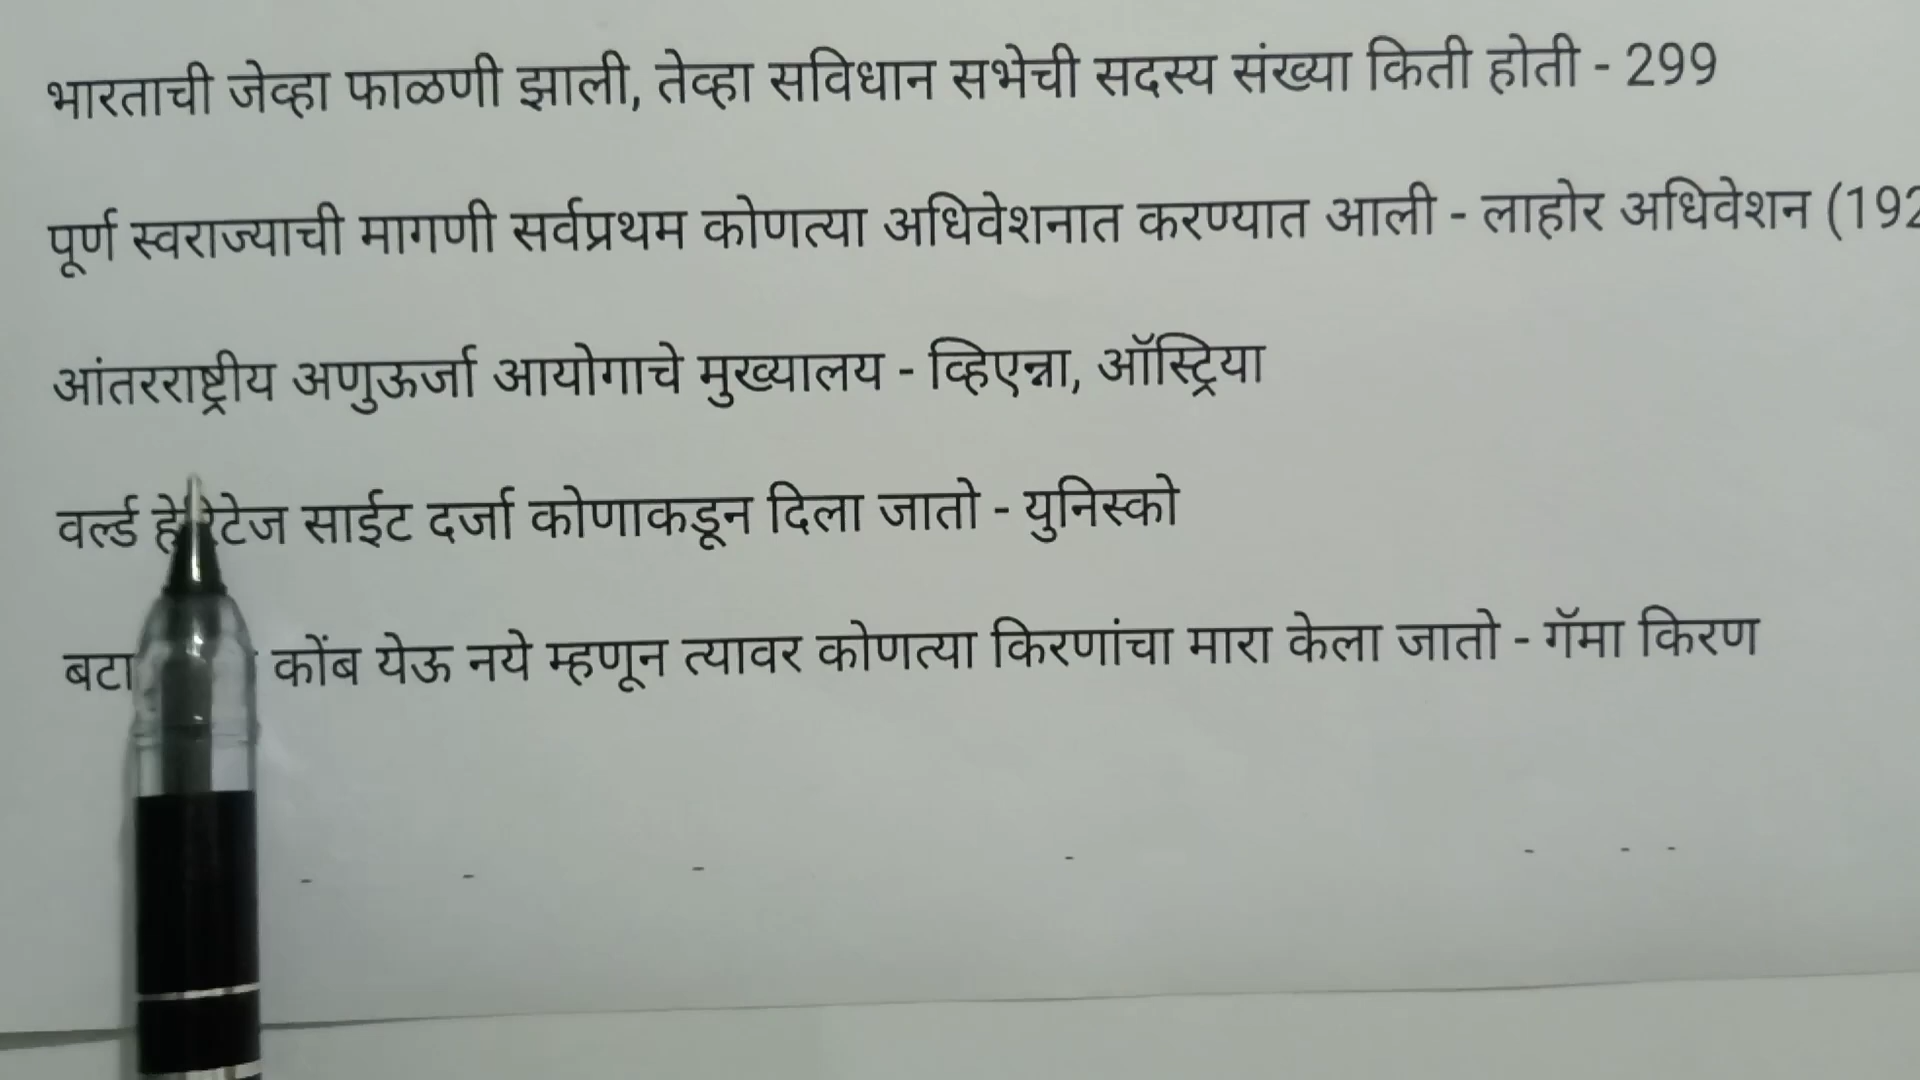 भारताची जेव्हा फाळणी झाली, तेव्हा सविधान सभेची सदस्य संख्या किती होती - 299
पूर्ण स्वराज्याची मागणी सर्वप्रथम कोणत्या अधिवेशनात करण्यात आली - लाहोर अधिवेशन (192
आंतरराष्ट्रीय अणुऊर्जा आयोगाचे मुख्यालय - व्हिएन्ना, ऑस्ट्रिया
वर्ल्ड हेरिटेज साईट दर्जा कोणाकडून दिला जातो - युनिस्को
कोंब येऊ नये म्हणून त्यावर कोणत्या किरणांचा मारा केला जातो - गॅमा किरण